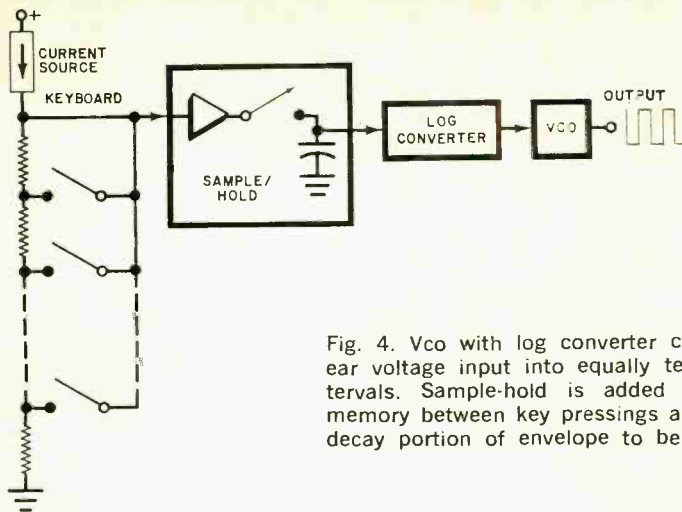 +
CURRENT
SOURCE
KEYBOARD
SAMPLE/
HOLD
LOG
CONVERTER
VCO
OUTPUT
Fig. 4. Vco with log converter c
ear voltage input into equally te
tervals. Sample-hold is added
memory between key pressings a
decay portion of envelope to be